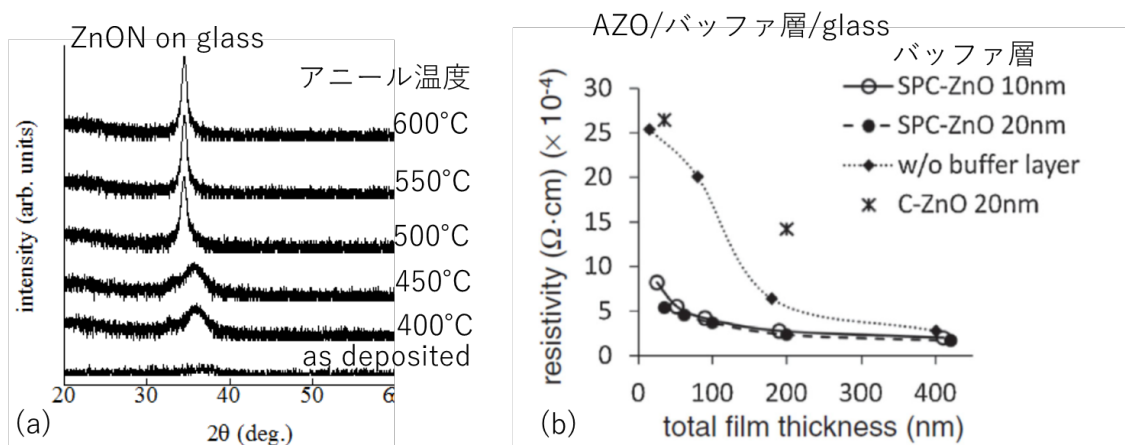 ZnON on glass
アニール温度
600°C
550°C
500°C
450°C
400°C
as deposited
intensity (arb. units)
20
30
40
50
2θ (deg.)
(a)
AZO/バッファ層/glass
バッファ層
SPC-ZnO 10nm
SPC-ZnO 20nm
w/o buffer layer
C-ZnO 20nm
resistivity (Ω·cm) (× 10-4)
30
25
20
15
10
5
0
0
100
200
300
400
total film thickness (nm)
(b)